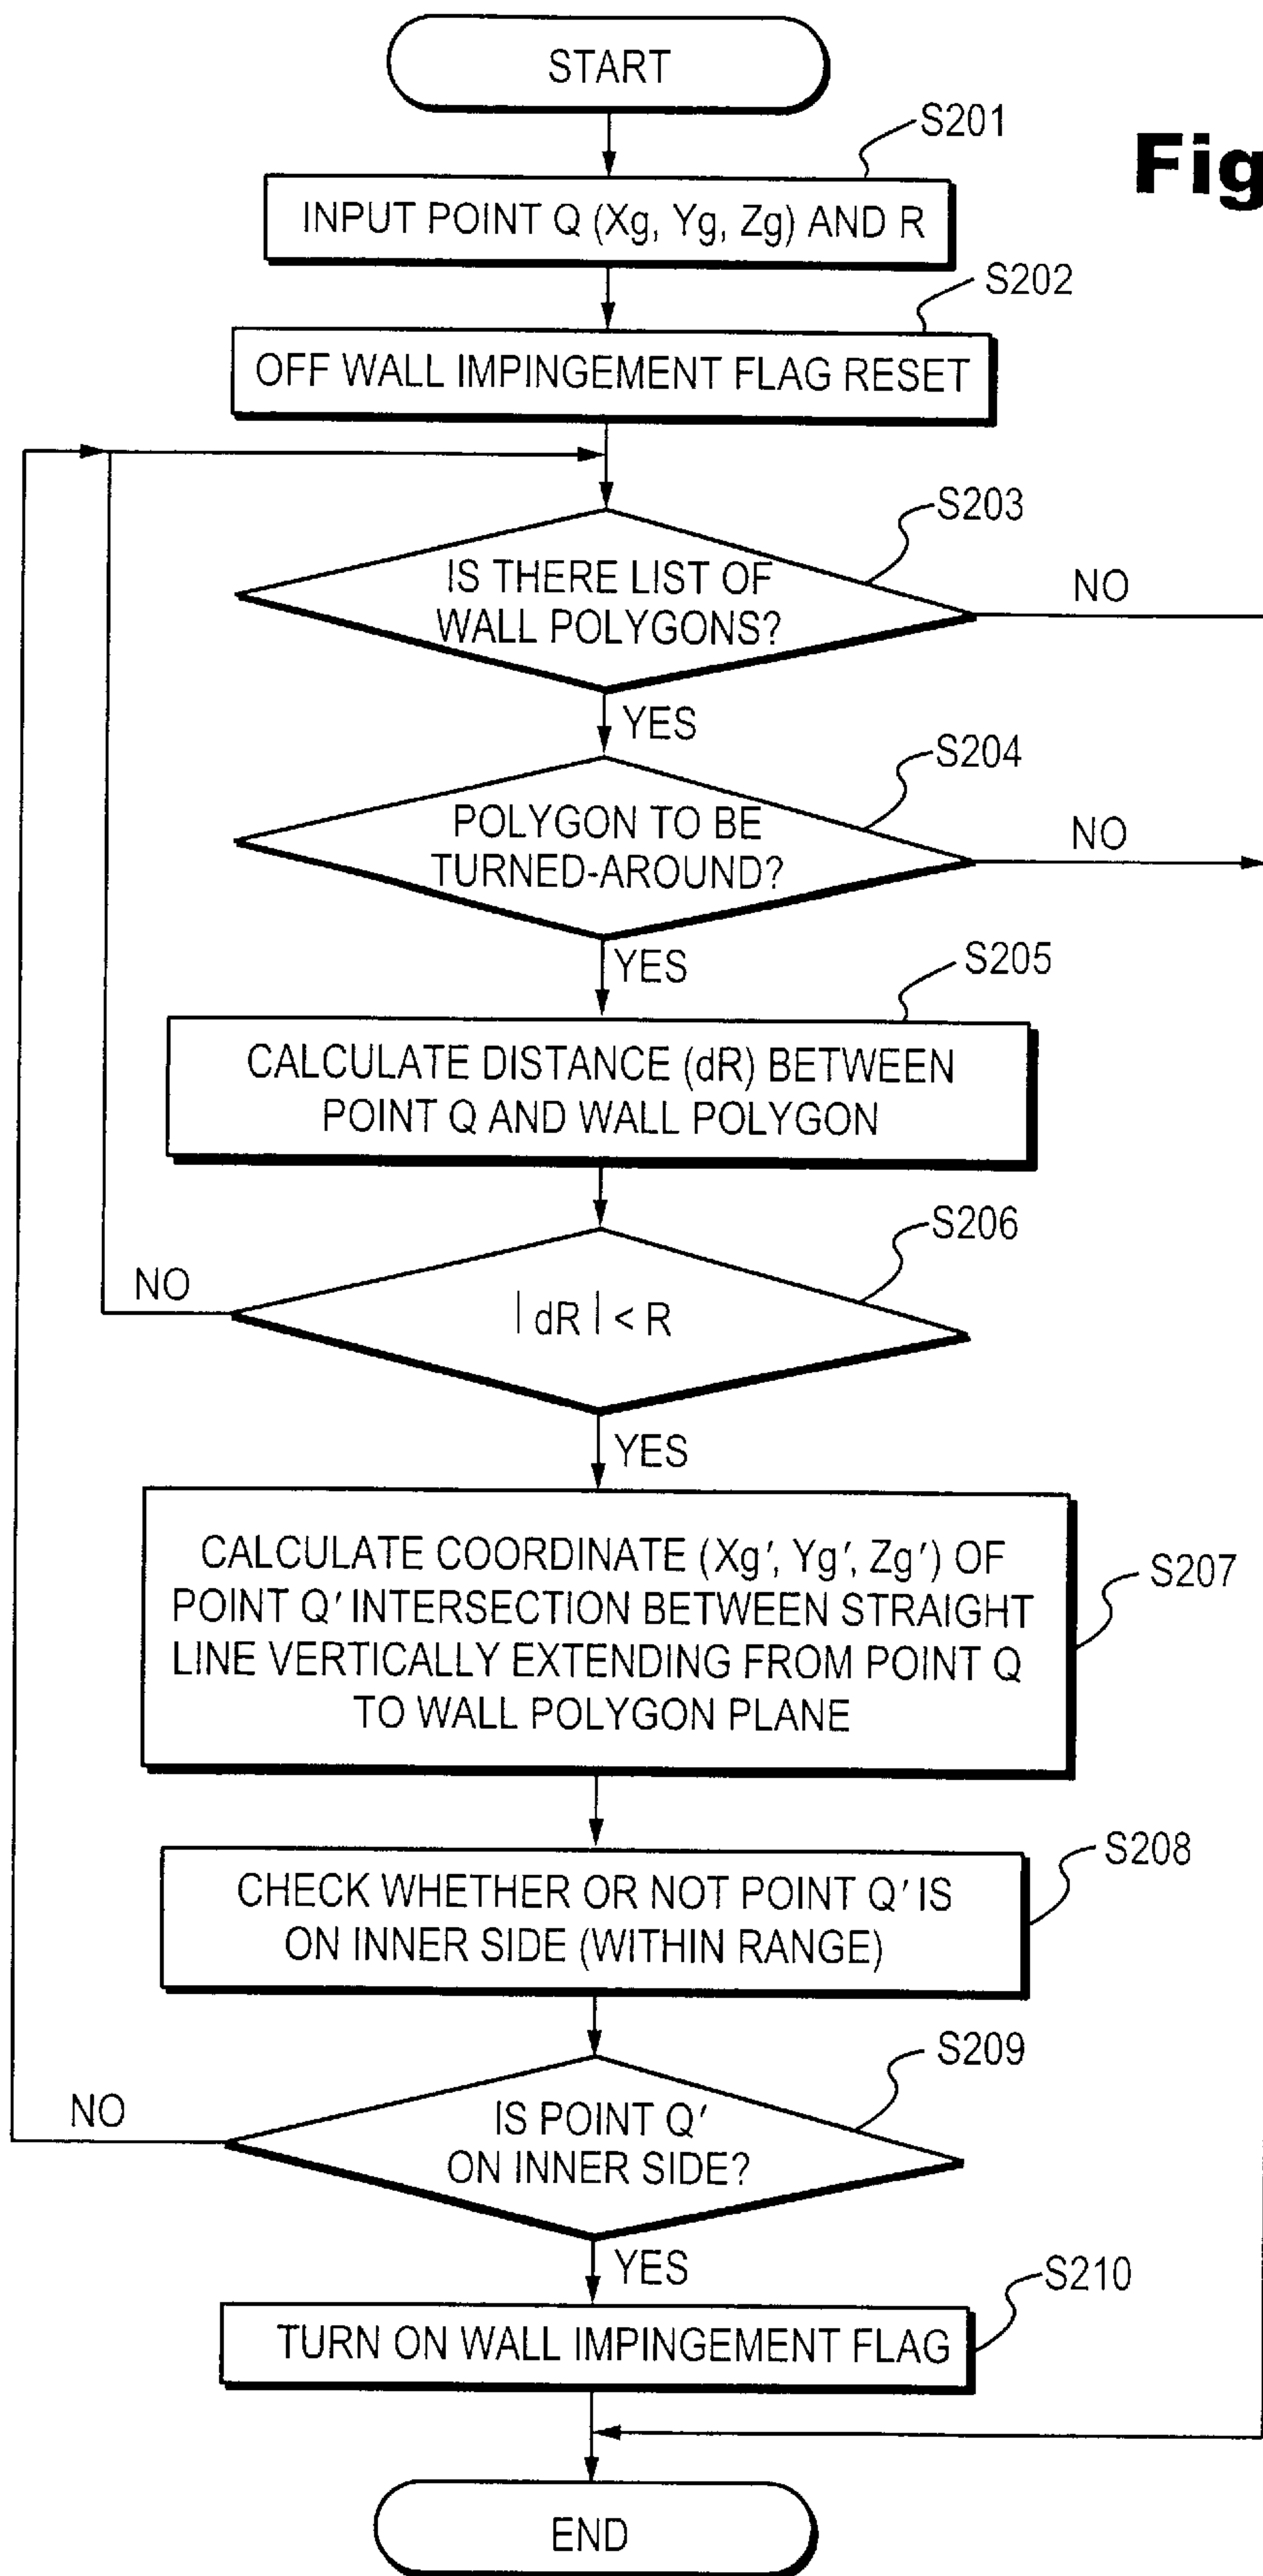 START
S201
Fig
INPUT POINT Q (Xg, Yg, Zg) AND R
S202
OFF WALL IMPINGEMENT FLAG RESET
S203
IS THERE LIST OF
WALL POLYGONS?
NO
YES
S204
POLYGON TO BE
TURNED-AROUND?
NO
YES
S205
CALCULATE DISTANCE (dR) BETWEEN
POINT Q AND WALL POLYGON
S206
| dR | < R
NO
YES
S207
CALCULATE COORDINATE (Xg′, Yg′, Zg′) OF
POINT Q′ INTERSECTION BETWEEN STRAIGHT
LINE VERTICALLY EXTENDING FROM POINT Q
TO WALL POLYGON PLANE
S208
CHECK WHETHER OR NOT POINT Q′ IS
ON INNER SIDE (WITHIN RANGE)
S209
IS POINT Q′
ON INNER SIDE?
NO
YES
S210
TURN ON WALL IMPINGEMENT FLAG
END